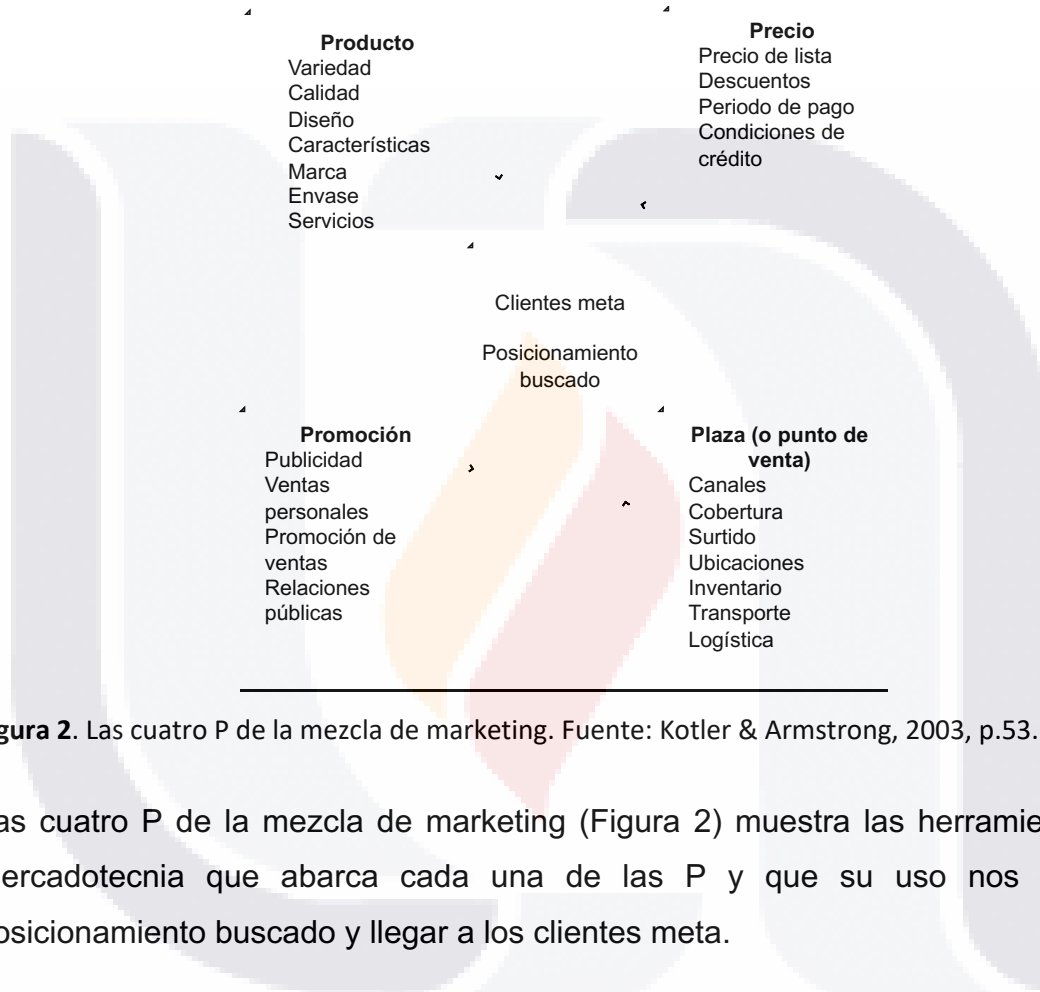 Producto
Variedad
Calidad
Diseño
Características
Marca
Envase
Servicios
Precio
Precio de lista
Descuentos
Periodo de pago
Condiciones de
crédito
Clientes meta
Posicionamiento
buscado
Promoción
Publicidad
Ventas
personales
Promoción de
ventas
Relaciones
públicas
Plaza (o punto de
venta)
Canales
Cobertura
Surtido
Ubicaciones
Inventario
Transporte
Logística
gura 2. Las cuatro P de la mezcla de marketing. Fuente: Kotler & Armstrong, 2003, p.53.
as cuatro P de la mezcla de marketing (Figura 2) muestra las herramie
ercadotecnia que abarca cada una de las P y que su uso nos
osicionamiento buscado y llegar a los clientes meta.